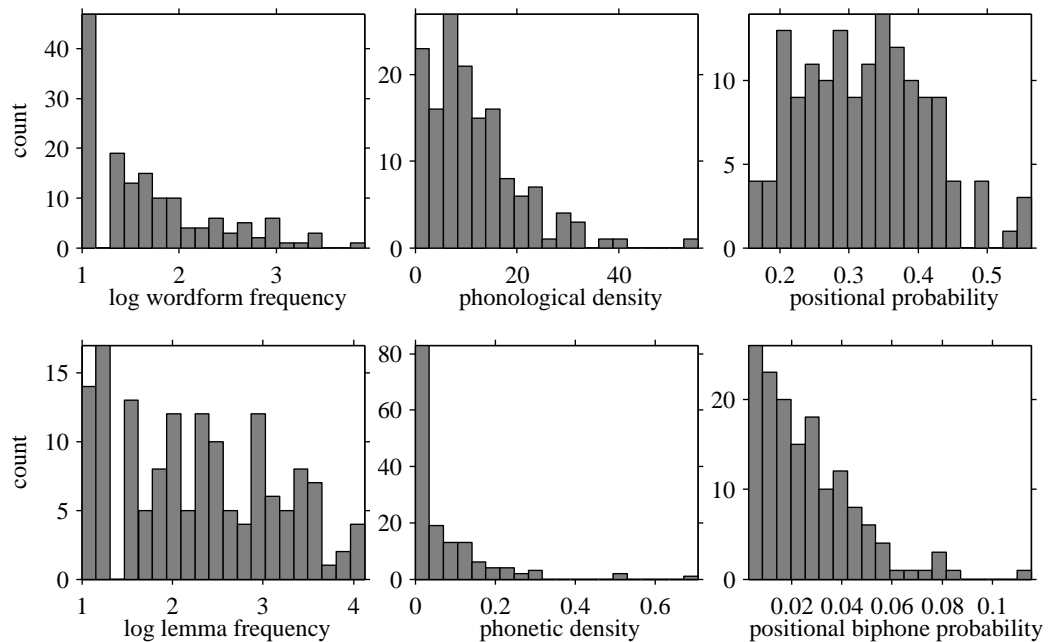 40
30
20
10
0
count
1 2 3
log wordform frequency
20
10
0
0 20 40
phonological density
10
5
0
0.2 0.3 0.4 0.5
positional probability
15
10
5
0
count
1 2 3 4
log lemma frequency
80
60
40
20
0
0 0.2 0.4 0.6
phonetic density
20
10
0
0.02 0.04 0.06 0.08 0.1
positional biphone probability